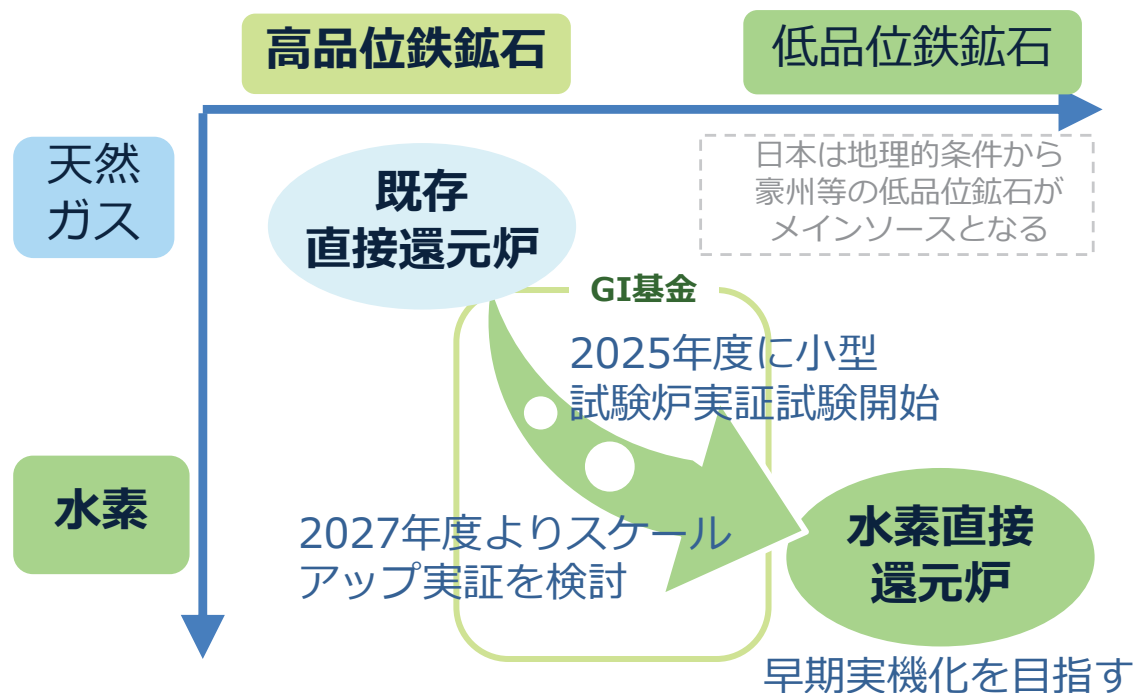 高品位鉄鉱石
低品位鉄鉱石
天然
ガス
既存
直接還元炉
日本は地理的条件から
豪州等の低品位鉱石が
メインソースとなる
GI基金
2025年度に小型
試験炉実証試験開始
水素
2027年度よりスケール
アップ実証を検討
水素直接
還元炉
早期実機化を目指す